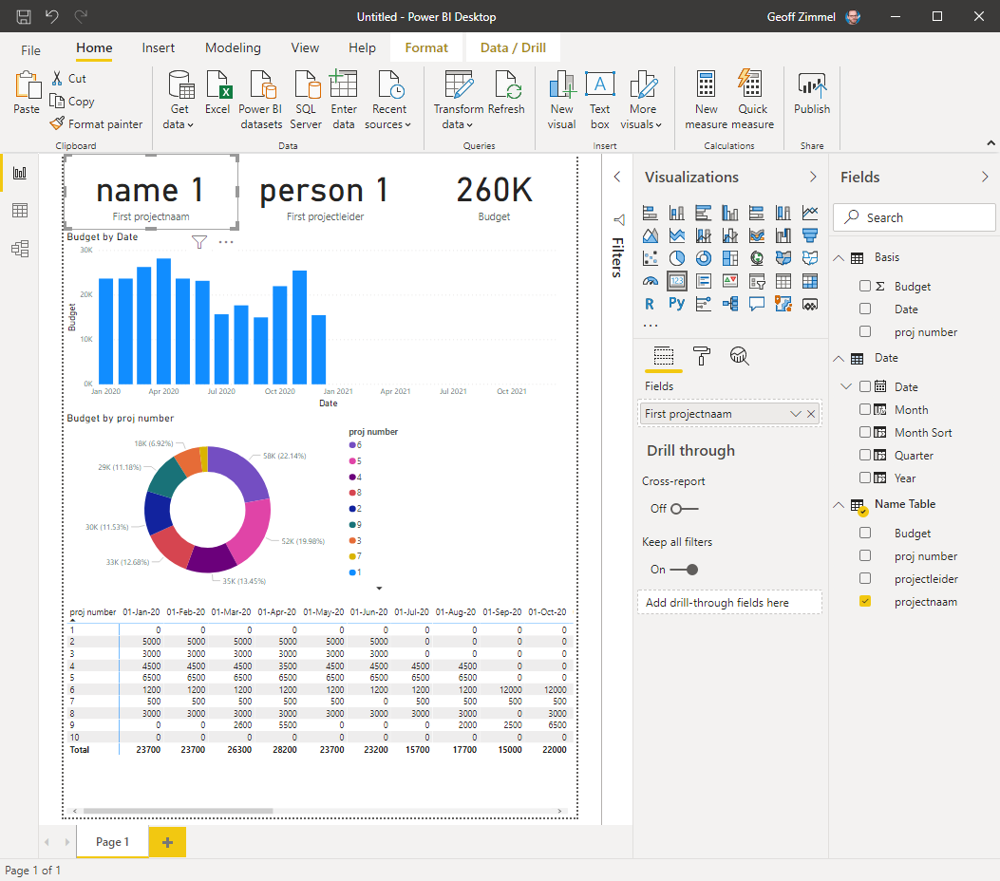 Untitled - Power BI Desktop
Geoff Zimmel
File Home Insert Modeling View Help Format Data / Drill
Paste
Cut
Copy
Format painter
Get data
Excel
Power BI datasets
SQL Server
Enter data
Recent sources
Transform data
Refresh
New visual
Text box
More visuals
New measure
Quick measure
Publish
Clipboard Data Queries Insert Calculations Share
name 1
First projectnaam
person 1
First projectleider
260K
Budget
Budget by Date
Budget
30K
20K
10K
0K
Jan 2020 Apr 2020 Jul 2020 Oct 2020 Jan 2021 Apr 2021 Jul 2021 Oct 2021
Date
Budget by proj number
18K (6.92%)
29K (11.18%)
30K (11.53%)
33K (12.68%)
35K (13.45%)
52K (19.98%)
58K (22.14%)
proj number
6
5
4
8
2
9
3
7
1
proj number 01-Jan-20 01-Feb-20 01-Mar-20 01-Apr-20 01-May-20 01-Jun-20 01-Jul-20 01-Aug-20 01-Sep-20 01-Oct-20
1 0 0 0 0 0 0 0 0 0 0
2 5000 5000 5000 5000 5000 5000 0 0 0 0
3 3000 3000 3000 3000 3000 3000 0 0 0 0
4 4500 4500 4500 3500 4500 4500 4500 4500 0 0
5 6500 6500 6500 6500 6500 6500 6500 6500 0 0
6 1200 1200 1200 1200 1200 1200 1200 1200 12000 12000
7 500 500 500 500 0 500 500 500 500 500
8 3000 3000 3000 3000 3000 3000 3000 3000 0 3000
9 0 0 2600 5500 0 0 0 2000 2500 6500
10 0 0 0 0 0 0 0 0 0 0
Total 23700 23700 26300 28200 23700 23200 15700 17700 15000 22000
Filters
Visualizations
123
R Py
Fields
First projectnaam
Drill through
Cross-report
Off
Keep all filters
On
Add drill-through fields here
Fields
Search
Basis
Σ Budget
Date
proj number
Date
Date
Month
Month Sort
Quarter
Year
Name Table
Budget
proj number
projectleider
projectnaam
Page 1
Page 1 of 1